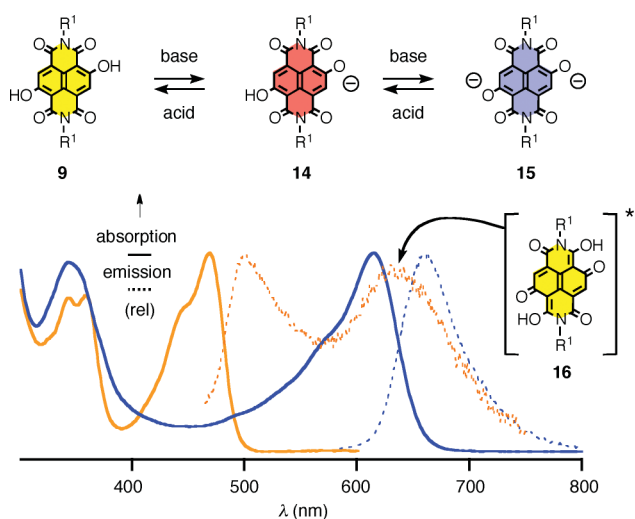 R¹
O N O
OH
HO
O N O
R¹
9
base
acid
R¹
O N O
O
⊖
HO
O N O
R¹
14
base
acid
R¹
O N O
O
⊖
⊖
O
O N O
R¹
15
absorption
emission
(rel)
*
R¹
O N OH
O
O
HO N O
R¹
16
400 500 600 700 800
λ (nm)